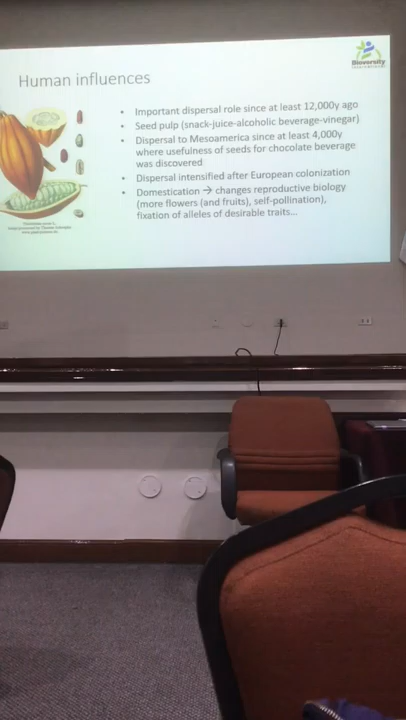 Bioversity
Human influences
• Important dispersal role since at least 12,000y ago
• Seed pulp (snack-juice-alcoholic beverage-vinegar)
• Dispersal to Mesoamerica since at least 4,000y
where usefulness of seeds for chocolate beverage
was discovered
• Dispersal intensified after European colonization
• Domestication → changes reproductive biology
(more flowers (and fruits), self-pollination),
fixation of alleles of desirable traits...